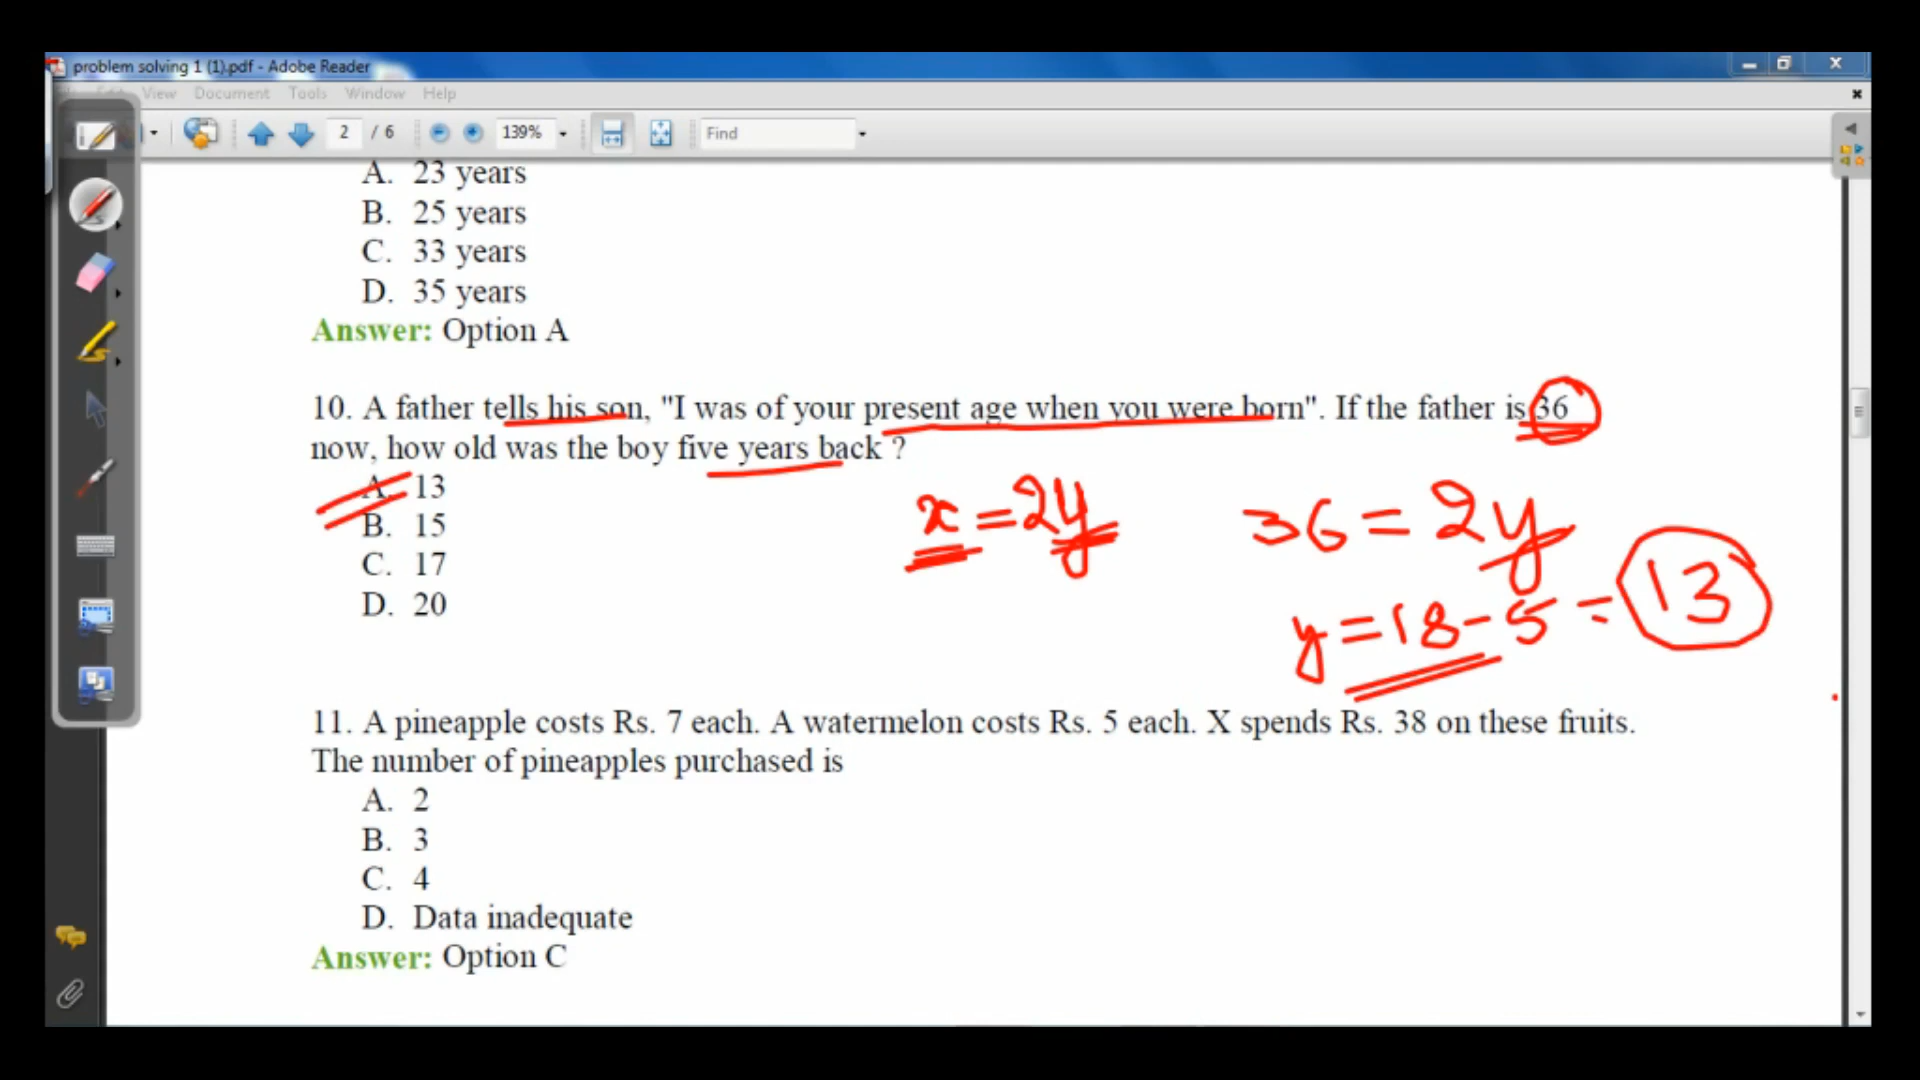 problem solving 1 (1).pdf - Adobe Reader
View Document Tools Window Help
2 / 6 139% Find
A. 23 years
B. 25 years
C. 33 years
D. 35 years
Answer: Option A
10. A father tells his son, "I was of your present age when you were born". If the father is 36
now, how old was the boy five years back ?
A. 13
B. 15
C. 17
D. 20
x = 2y
36 = 2y
y = 18 - 5 = 13
11. A pineapple costs Rs. 7 each. A watermelon costs Rs. 5 each. X spends Rs. 38 on these fruits.
The number of pineapples purchased is
A. 2
B. 3
C. 4
D. Data inadequate
Answer: Option C